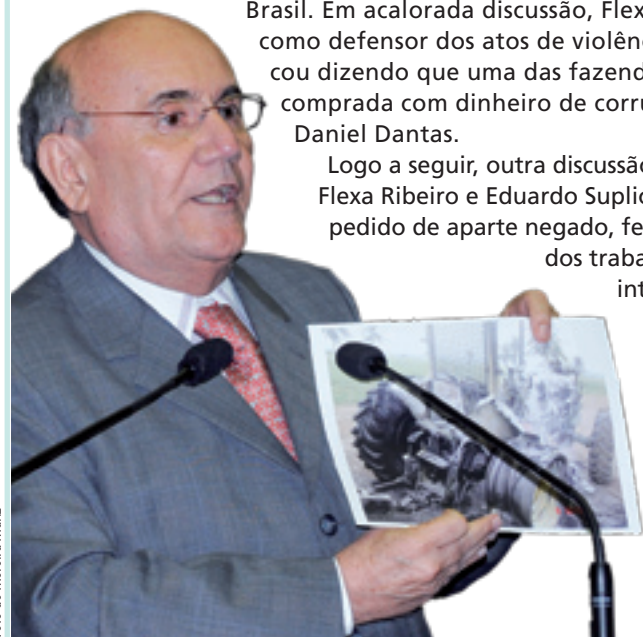 Brasil. Em acalorada discussão, Flex
como defensor dos atos de violên
cou dizendo que uma das fazend
comprada com dinheiro de corru
Daniel Dantas.
Logo a seguir, outra discussã
Flexa Ribeiro e Eduardo Suplic
pedido de aparte negado, fe
dos traba
int